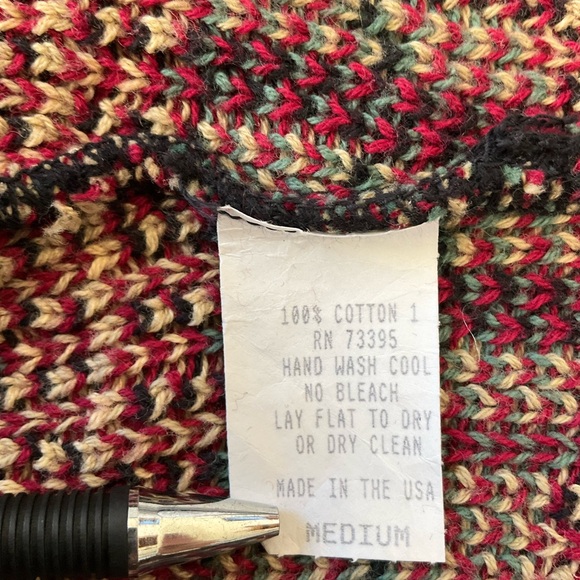 100% COTTON 1
RN 73395
HAND WASH COOL
NO BLEACH
LAY FLAT TO DRY
OR DRY CLEAN
MADE IN THE USA
MEDIUM